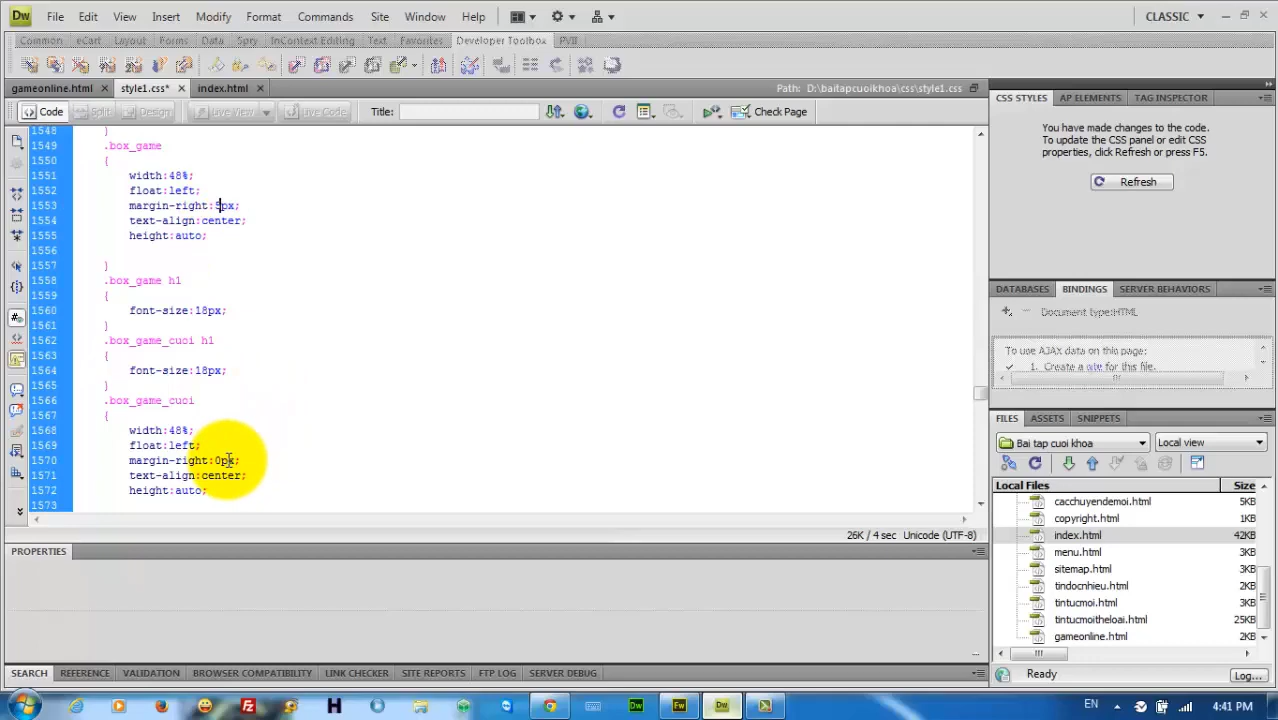 Dw File Edit View Insert Modify Format Commands Site Window Help CLASSIC
Common eCart Layout Forms Data Spry InContext Editing Text Favorites Developer Toolbox PVII
gameonline.html style1.css* index.html Path: D:\baitapcuoikhoa\css\style1.css
Code Split Design Live View Live Code Title: Check Page
CSS STYLES AP ELEMENTS TAG INSPECTOR
You have made changes to the code.
To update the CSS panel or edit CSS
properties, click Refresh or press F5.
Refresh
1548 }
1549 .box_game
1550 {
1551 width:48%;
1552 float:left;
1553 margin-right:5px;
1554 text-align:center;
1555 height:auto;
1556
1557 }
1558 .box_game h1
1559 {
1560 font-size:18px;
1561 }
1562 .box_game_cuoi h1
1563 {
1564 font-size:18px;
1565 }
1566 .box_game_cuoi
1567 {
1568 width:48%;
1569 float:left;
1570 margin-right:0px;
1571 text-align:center;
1572 height:auto;
1573
26K / 4 sec Unicode (UTF-8)
DATABASES BINDINGS SERVER BEHAVIORS
Document type:HTML
To use AJAX data on this page:
1. Create a site for this file.
FILES ASSETS SNIPPETS
Bai tap cuoi khoa Local view
Local Files Size
cacchuyendemoi.html 5KB
copyright.html 1KB
index.html 42KB
menu.html 3KB
sitemap.html 3KB
tindocnhieu.html 2KB
tintucmoi.html 3KB
tintucmoitheloai.html 25KB
gameonline.html 2KB
Ready Log...
PROPERTIES
SEARCH REFERENCE VALIDATION BROWSER COMPATIBILITY LINK CHECKER SITE REPORTS FTP LOG SERVER DEBUG
EN 4:41 PM